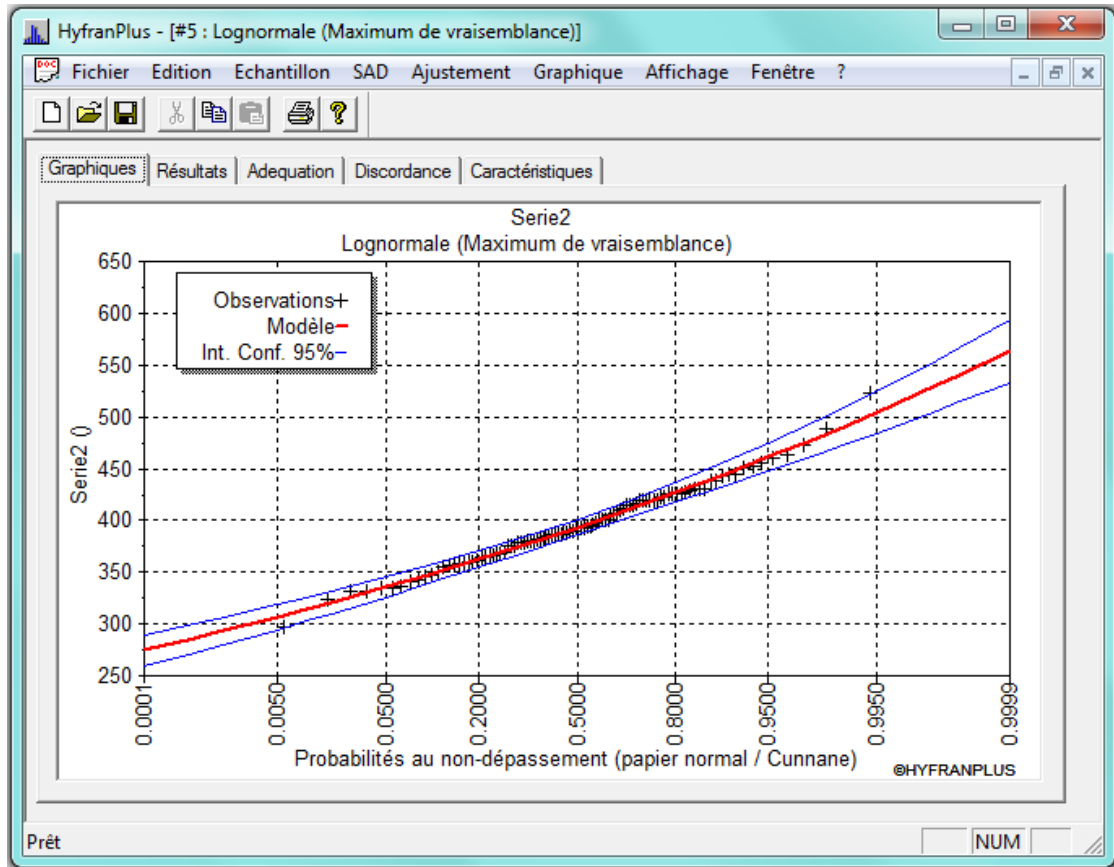 HyfranPlus - [#5 : Lognormale (Maximum de vraisemblance)]
DOC
Fichier Edition Echantillon SAD Ajustement Graphique Affichage Fenêtre ?
Graphiques Résultats Adequation Discordance Caractéristiques
Serie2
Lognormale (Maximum de vraisemblance)
650
600
550
500
450
400
350
300
250
Serie2 ()
Observations
Modèle
Int. Conf. 95%
0.0001 0.0050 0.0500 0.2000 0.5000 0.8000 0.9500 0.9950 0.9999
Probabilités au non-dépassement (papier normal / Cunnane)
©HYFRANPLUS
Prêt NUM